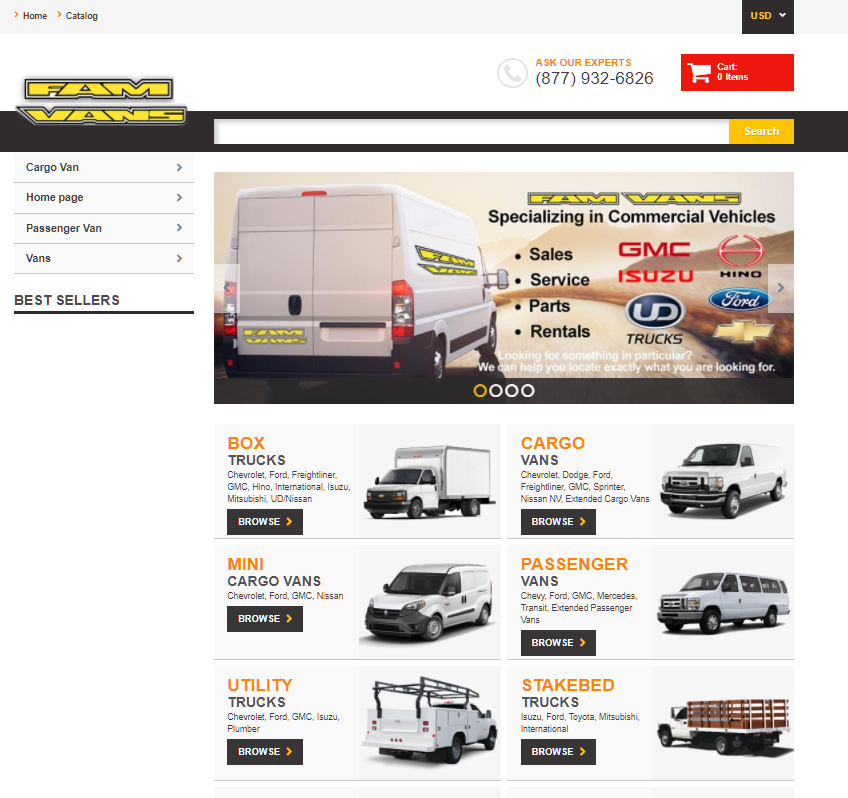 Home
Catalog
USD
FAM
VANS
ASK OUR EXPERTS
(877) 932-6826
Cart:
0 Items
Search
Cargo Van
Home page
Passenger Van
Vans
BEST SELLERS
FAM VANS
Specializing in Commercial Vehicles
• Sales
• Service
• Parts
• Rentals
GMC
HINO
ISUZU
UD
TRUCKS
Ford
FAM
VANS
FAM
VANS
Looking for something in particular?
We can help you locate exactly what you are looking for.
BOX
TRUCKS
Chevrolet, Ford, Freightliner,
GMC, Hino, International, Isuzu,
Mitsubishi, UD/Nissan
BROWSE
CARGO
VANS
Chevrolet, Dodge, Ford,
Freightliner, GMC, Sprinter,
Nissan NV, Extended Cargo Vans
BROWSE
MINI
CARGO VANS
Chevrolet, Ford, GMC, Nissan
BROWSE
PASSENGER
VANS
Chevy, Ford, GMC, Mercedes,
Transit, Extended Passenger
Vans
BROWSE
UTILITY
TRUCKS
Chevrolet, Ford, GMC, Isuzu,
Plumber
BROWSE
STAKEBED
TRUCKS
Isuzu, Ford, Toyota, Mitsubishi,
International
BROWSE